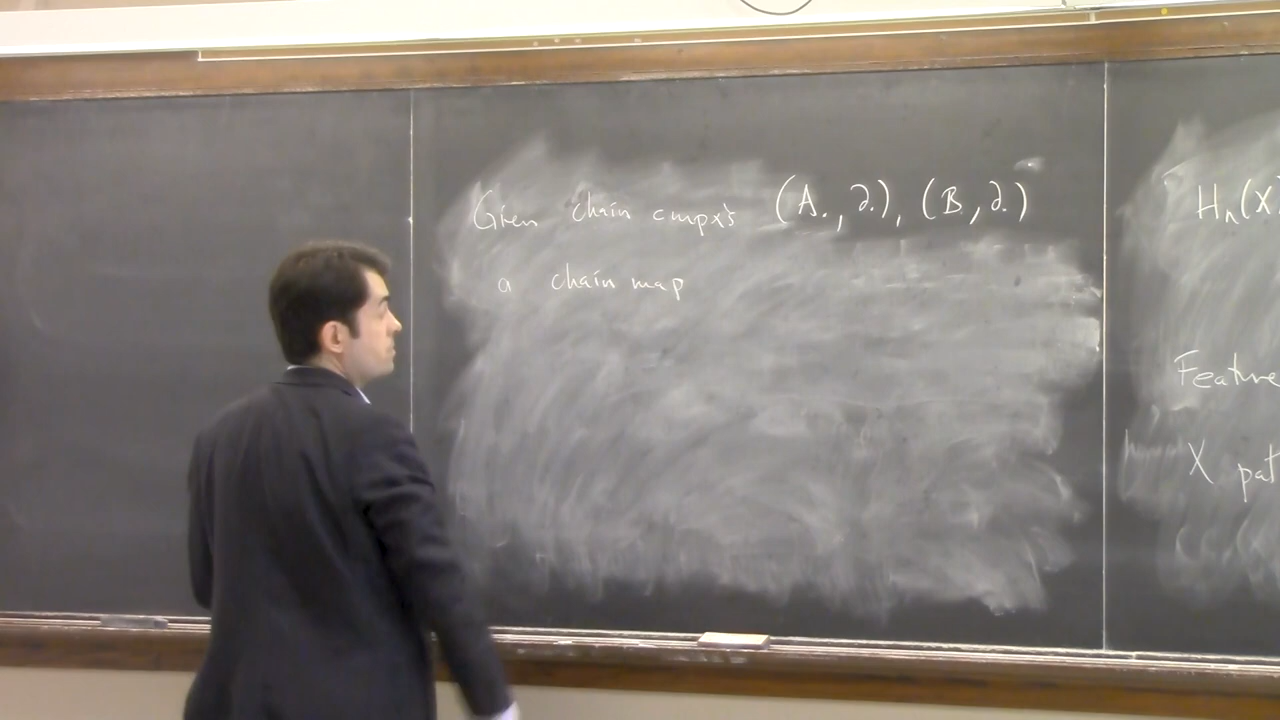 Given chain cmpx's (A., ∂.), (B., ∂.)
a chain map
Hn(X)
Feature
X pat